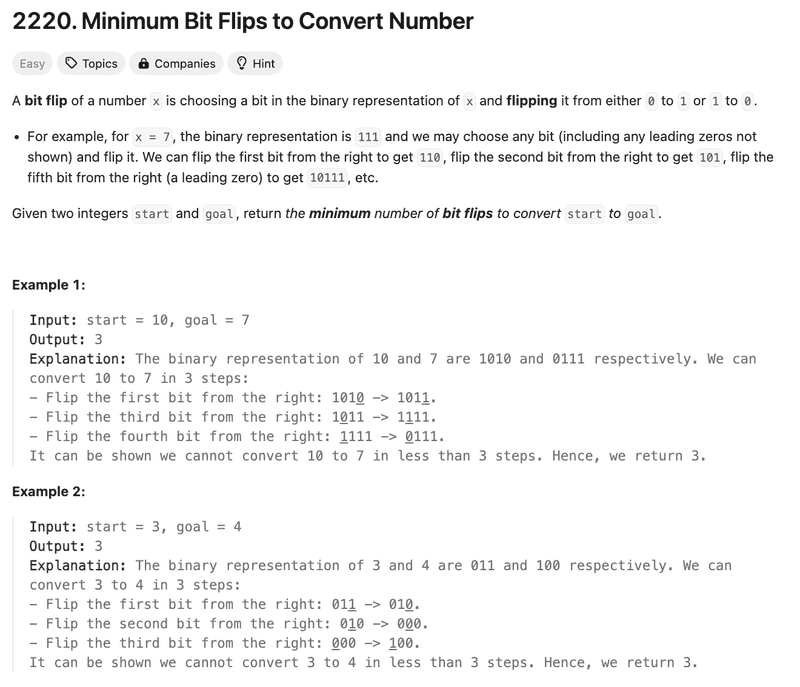 2220. Minimum Bit Flips to Convert Number
Easy Topics Companies Hint
A bit flip of a number x is choosing a bit in the binary representation of x and flipping it from either 0 to 1 or 1 to 0.
• For example, for x = 7, the binary representation is 111 and we may choose any bit (including any leading zeros not
shown) and flip it. We can flip the first bit from the right to get 110, flip the second bit from the right to get 101, flip the
fifth bit from the right (a leading zero) to get 10111, etc.
Given two integers start and goal, return the minimum number of bit flips to convert start to goal.
Example 1:
Input: start = 10, goal = 7
Output: 3
Explanation: The binary representation of 10 and 7 are 1010 and 0111 respectively. We can
convert 10 to 7 in 3 steps:
- Flip the first bit from the right: 1010 -> 1011.
- Flip the third bit from the right: 1011 -> 1111.
- Flip the fourth bit from the right: 1111 -> 0111.
It can be shown we cannot convert 10 to 7 in less than 3 steps. Hence, we return 3.
Example 2:
Input: start = 3, goal = 4
Output: 3
Explanation: The binary representation of 3 and 4 are 011 and 100 respectively. We can
convert 3 to 4 in 3 steps:
- Flip the first bit from the right: 011 -> 010.
- Flip the second bit from the right: 010 -> 000.
- Flip the third bit from the right: 000 -> 100.
It can be shown we cannot convert 3 to 4 in less than 3 steps. Hence, we return 3.